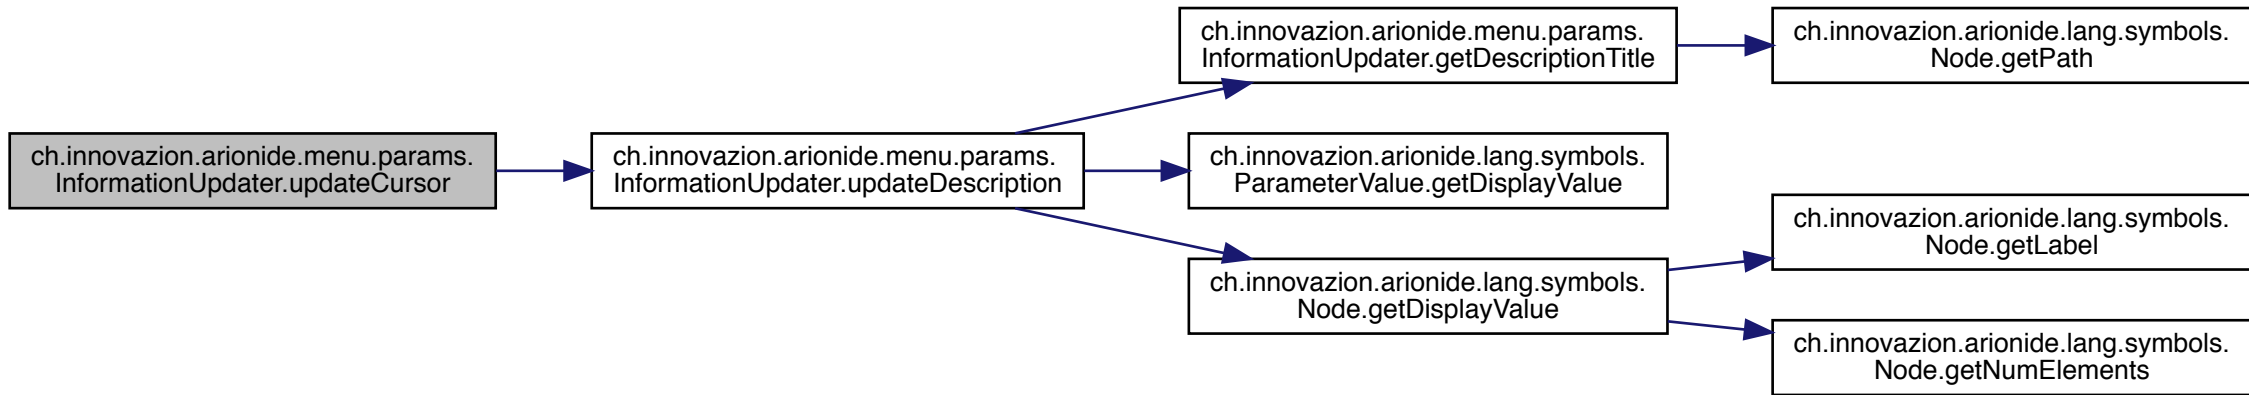 ch.innovazion.arionide.menu.params.
InformationUpdater.updateCursor
ch.innovazion.arionide.menu.params.
InformationUpdater.updateDescription
ch.innovazion.arionide.menu.params.
InformationUpdater.getDescriptionTitle
ch.innovazion.arionide.lang.symbols.
Node.getPath
ch.innovazion.arionide.lang.symbols.
ParameterValue.getDisplayValue
ch.innovazion.arionide.lang.symbols.
Node.getDisplayValue
ch.innovazion.arionide.lang.symbols.
Node.getLabel
ch.innovazion.arionide.lang.symbols.
Node.getNumElements